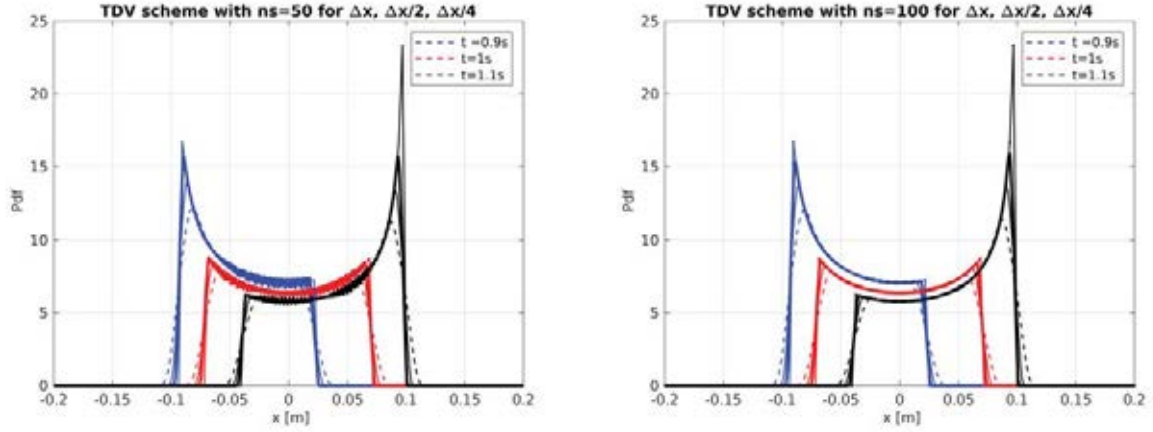 TDV scheme with ns=50 for Δx, Δx/2, Δx/4
25
20
15
10
5
0
Pdf
t =0.9s
t=1s
t=1.1s
-0.2 -0.15 -0.1 -0.05 0 0.05 0.1 0.15 0.2
x [m]
TDV scheme with ns=100 for Δx, Δx/2, Δx/4
25
20
15
10
5
0
Pdf
t =0.9s
t=1s
t=1.1s
-0.2 -0.15 -0.1 -0.05 0 0.05 0.1 0.15 0.2
x [m]